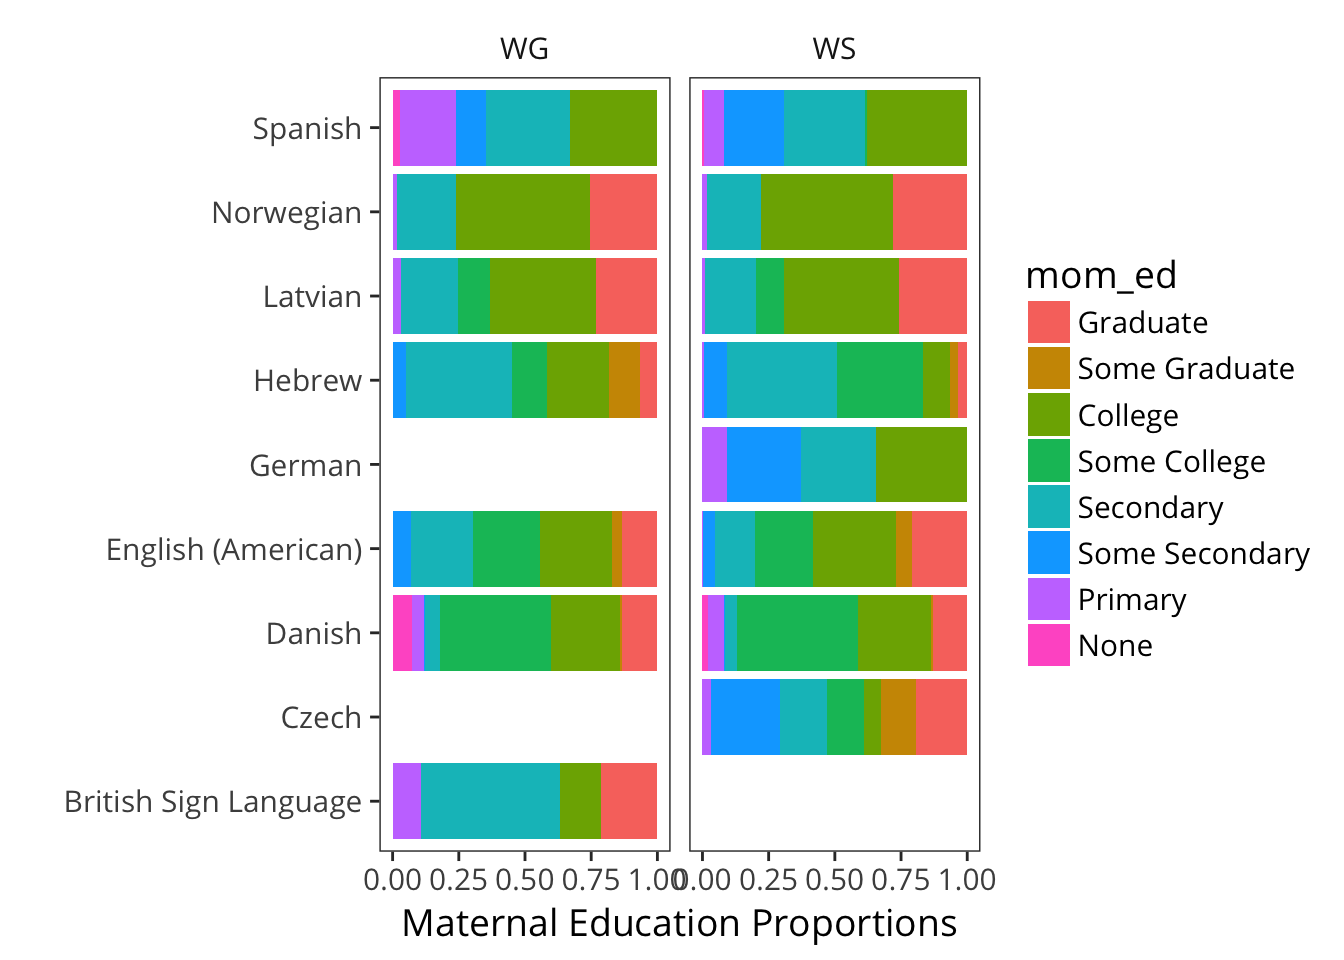 WG WS
Spanish
Norwegian
Latvian
Hebrew
German
English (American)
Danish
Czech
British Sign Language
0.00 0.25 0.50 0.75 1.00 0.00 0.25 0.50 0.75 1.00
Maternal Education Proportions
mom_ed
Graduate
Some Graduate
College
Some College
Secondary
Some Secondary
Primary
None